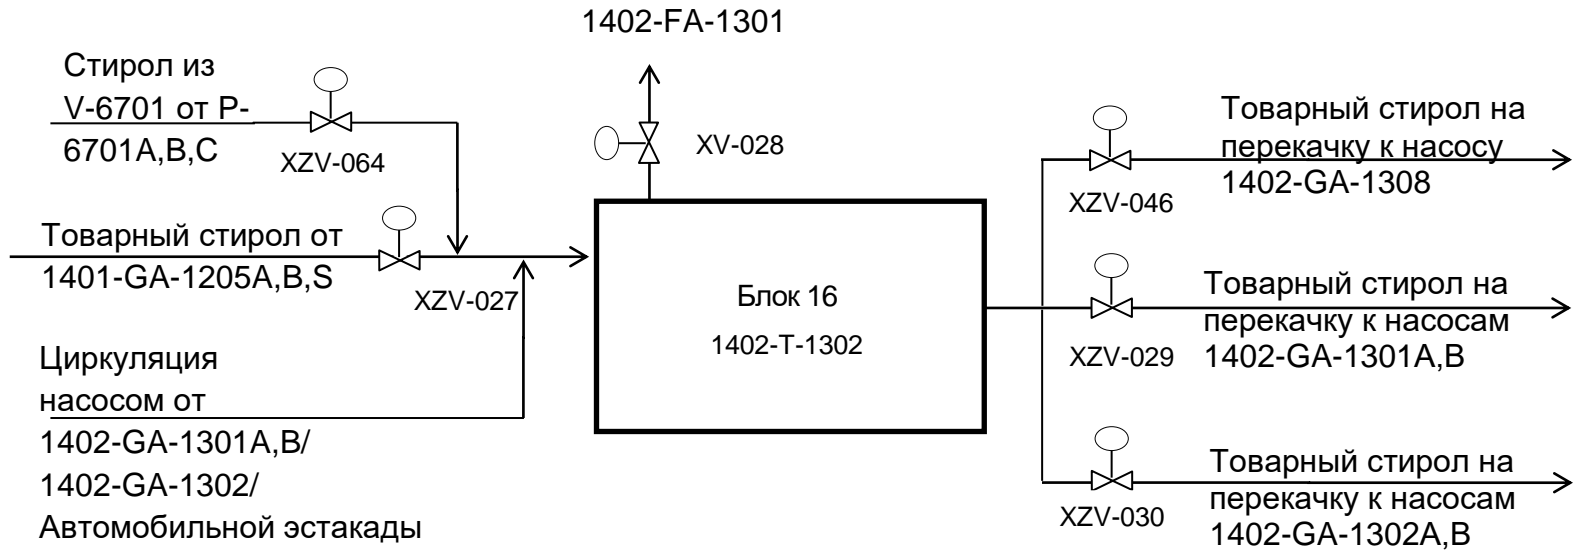 1402-FA-1301
Стирол из
V-6701 от P-
6701A,B,C
XZV-064
XV-028
Товарный стирол на
перекачку к насосу
1402-GA-1308
XZV-046
Товарный стирол от
1401-GA-1205A,B,S
XZV-027
Блок 16
1402-T-1302
Товарный стирол на
перекачку к насосам
1402-GA-1301A,B
XZV-029
Циркуляция
насосом от
1402-GA-1301A,B/
1402-GA-1302/
Автомобильной эстакады
Товарный стирол на
перекачку к насосам
1402-GA-1302A,B
XZV-030